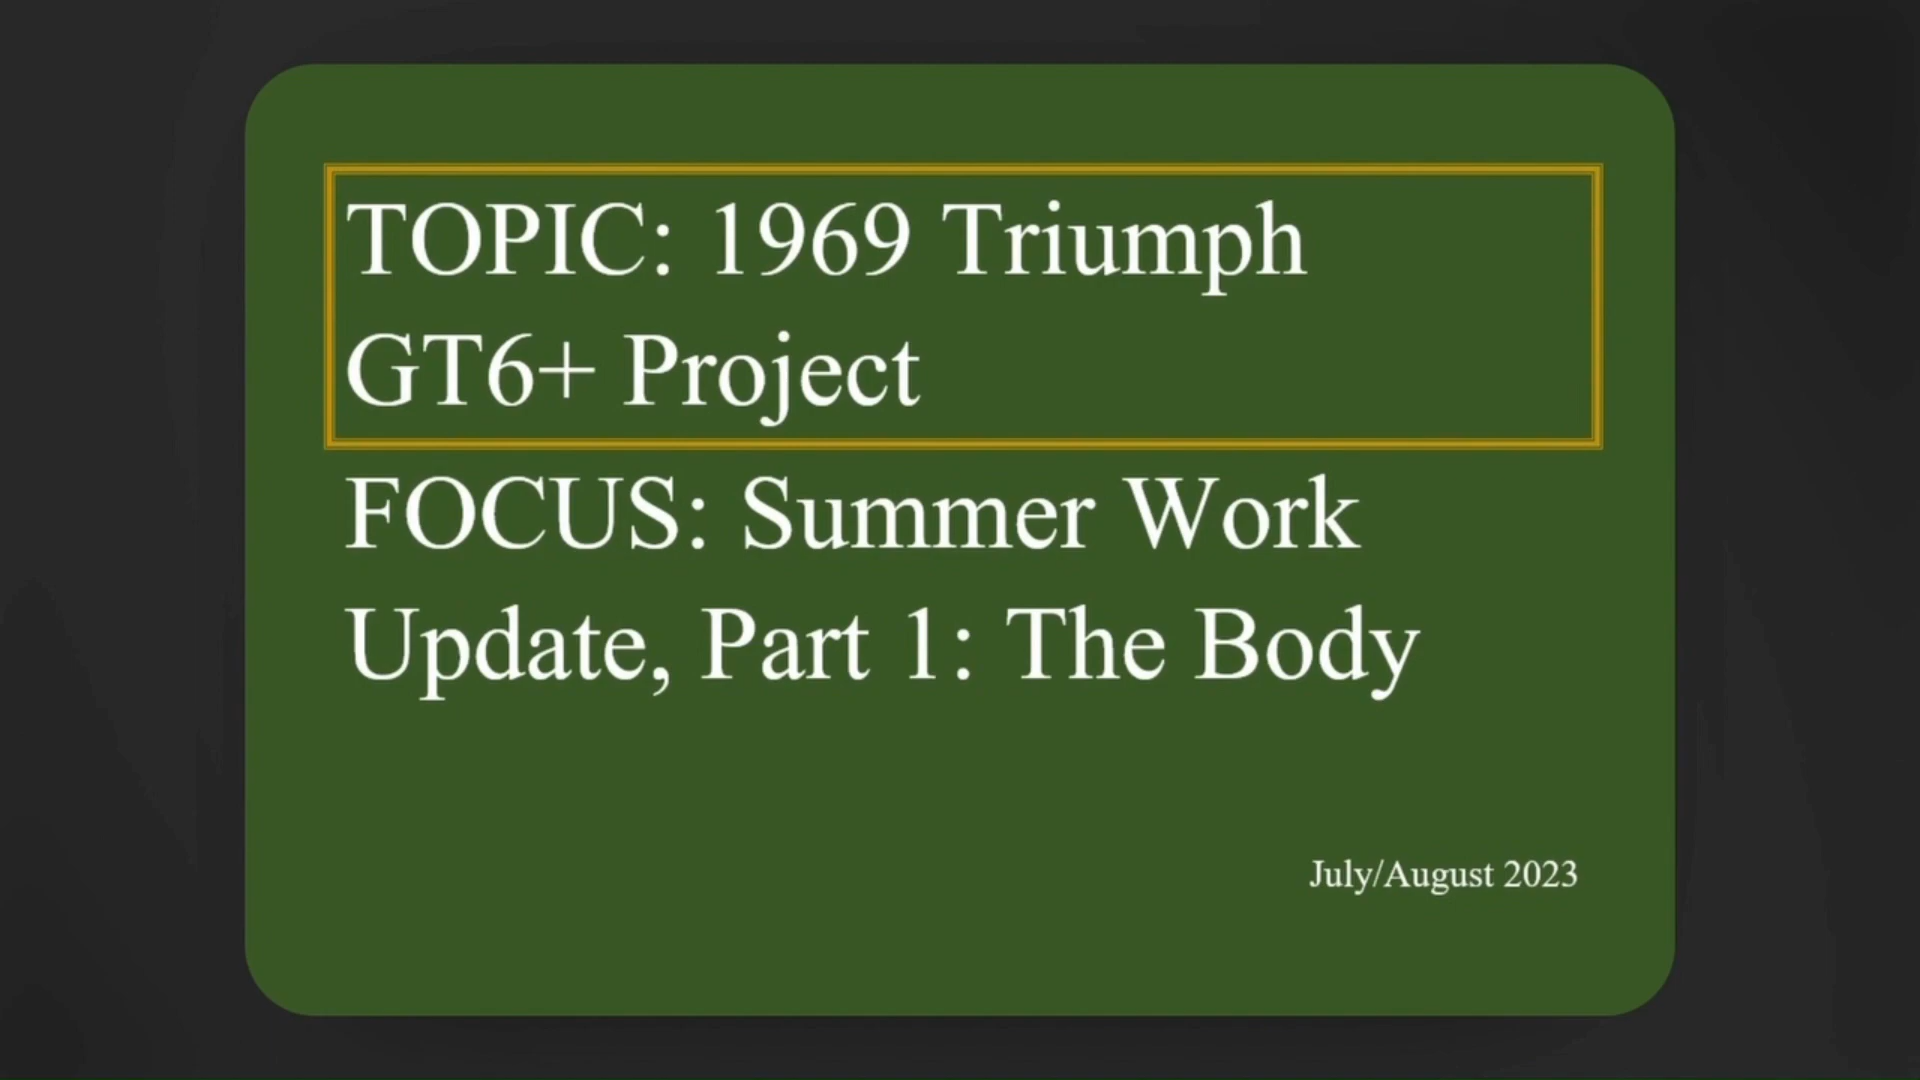 TOPIC: 1969 Triumph
GT6+ Project
FOCUS: Summer Work
Update, Part 1: The Body
July/August 2023